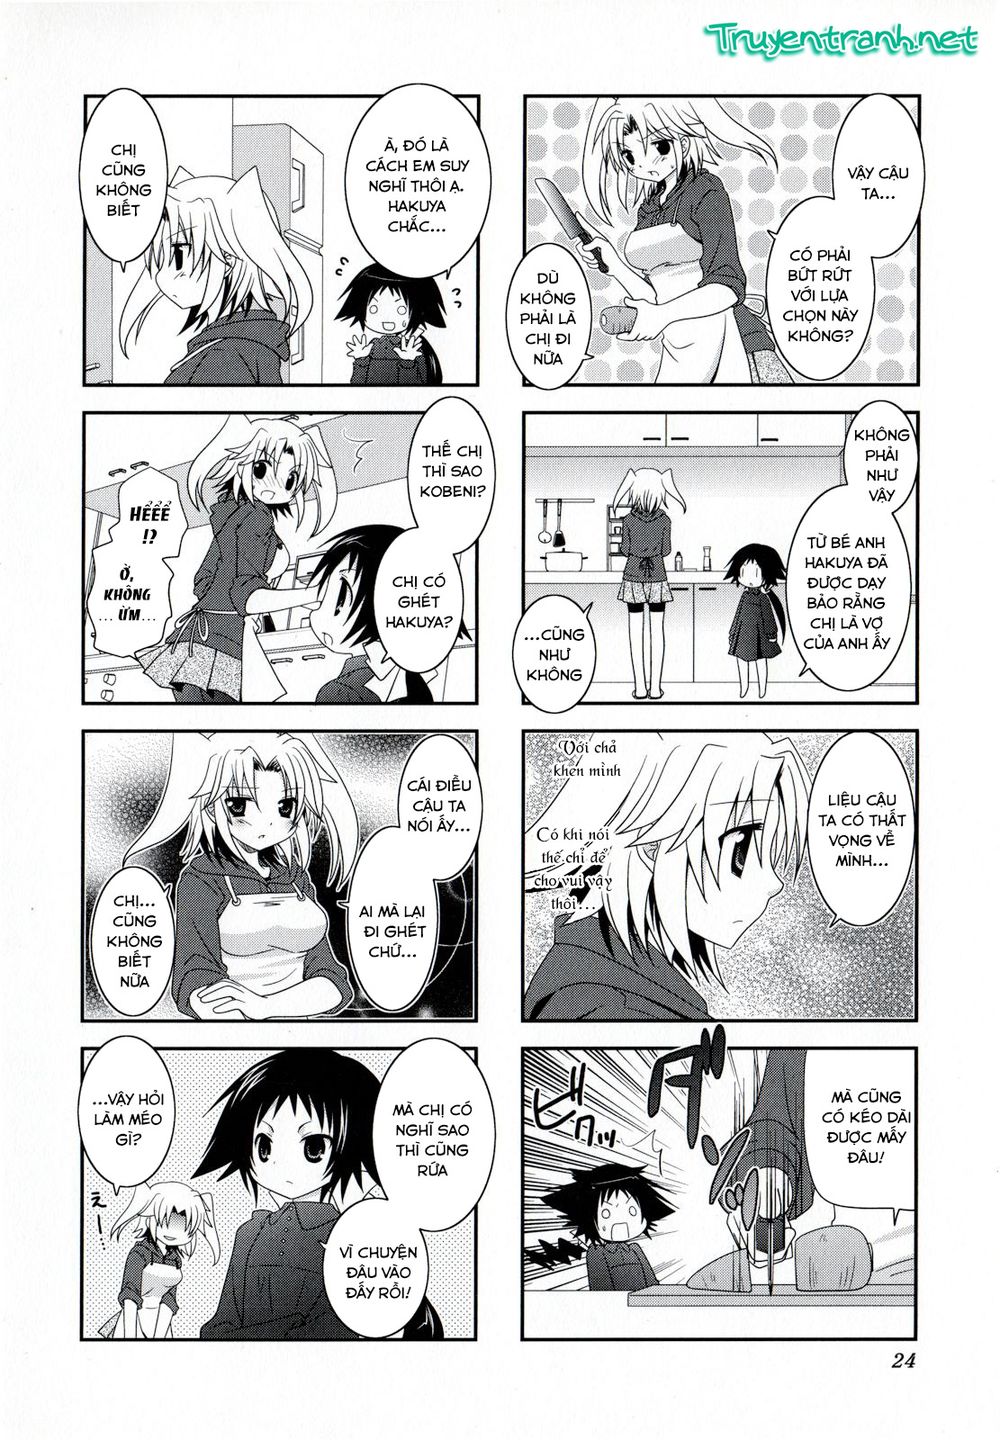 Truyentranh.net
VẬY CẬU
TA...
CÓ PHẢI
BỨT RỨT
VỚI LỰA
CHỌN NÀY
KHÔNG?
DÙ
KHÔNG
PHẢI LÀ
CHỊ ĐI
NỮA
KHÔNG
PHẢI
NHƯ
VẬY
TỪ BÉ ANH
HAKUYA ĐÃ
ĐƯỢC DẠY
BẢO RẰNG
CHỊ LÀ VỢ
CỦA ANH ẤY
...CŨNG
NHƯ
KHÔNG
LIỆU CẬU
TA CÓ THẤT
VỌNG VỀ
MÌNH...
Với chả
khen mình
Có khi nói
thế chỉ để
cho vui vậy
thôi...
MÀ CŨNG
CÓ KÉO DÀI
ĐƯỢC MẤY
ĐÂU!
ダンッ
ビクッ
À, ĐÓ LÀ
CÁCH EM SUY
NGHĨ THÔI Ạ.
HAKUYA
CHẮC...
CHỊ
CŨNG
KHÔNG
BIẾT
THẾ CHỊ
THÌ SAO
KOBENI?
CHỊ CÓ
GHÉT
HAKUYA?
HẾẾẾ
!?
Ờ,
KHÔNG
... ỪM...
CÁI ĐIỀU
CẬU TA
NÓI ẤY...
AI MÀ LẠI
ĐI GHÉT
CHỨ...
CHỊ...
...CŨNG
KHÔNG
BIẾT
NỮA
MÀ CHỊ CÓ
NGHĨ SAO
THÌ CŨNG
RỨA
VÌ CHUYỆN
ĐÂU VÀO
ĐẤY RỒI!
...VẬY HỎI
LÀM MÉO
GÌ?
えー…
24